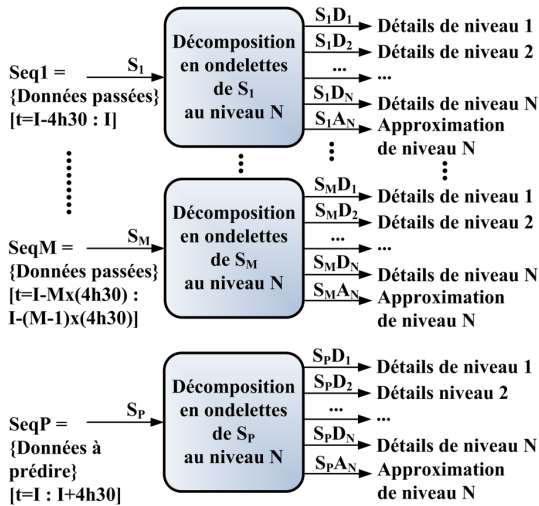 Seq1 =
{Données passées}
[t=I-4h30 : I]
S1
Décomposition
en ondelettes
de S1
au niveau N
S1D1
Détails de niveau 1
S1D2
Détails de niveau 2
...
...
S1DN
Détails de niveau N
S1AN
Approximation
de niveau N
SeqM =
{Données passées}
[t=I-Mx(4h30) :
I-(M-1)x(4h30)]
SM
Décomposition
en ondelettes
de SM
au niveau N
SMD1
Détails de niveau 1
SMD2
Détails de niveau 2
...
...
SMDN
Détails de niveau N
SMAN
Approximation
de niveau N
SeqP =
{Données à
prédire}
[t=I : I+4h30]
SP
Décomposition
en ondelettes
de SP
au niveau N
SPD1
Détails de niveau 1
SPD2
Détails niveau 2
...
...
SPDN
Détails de niveau N
SPAN
Approximation
de niveau N